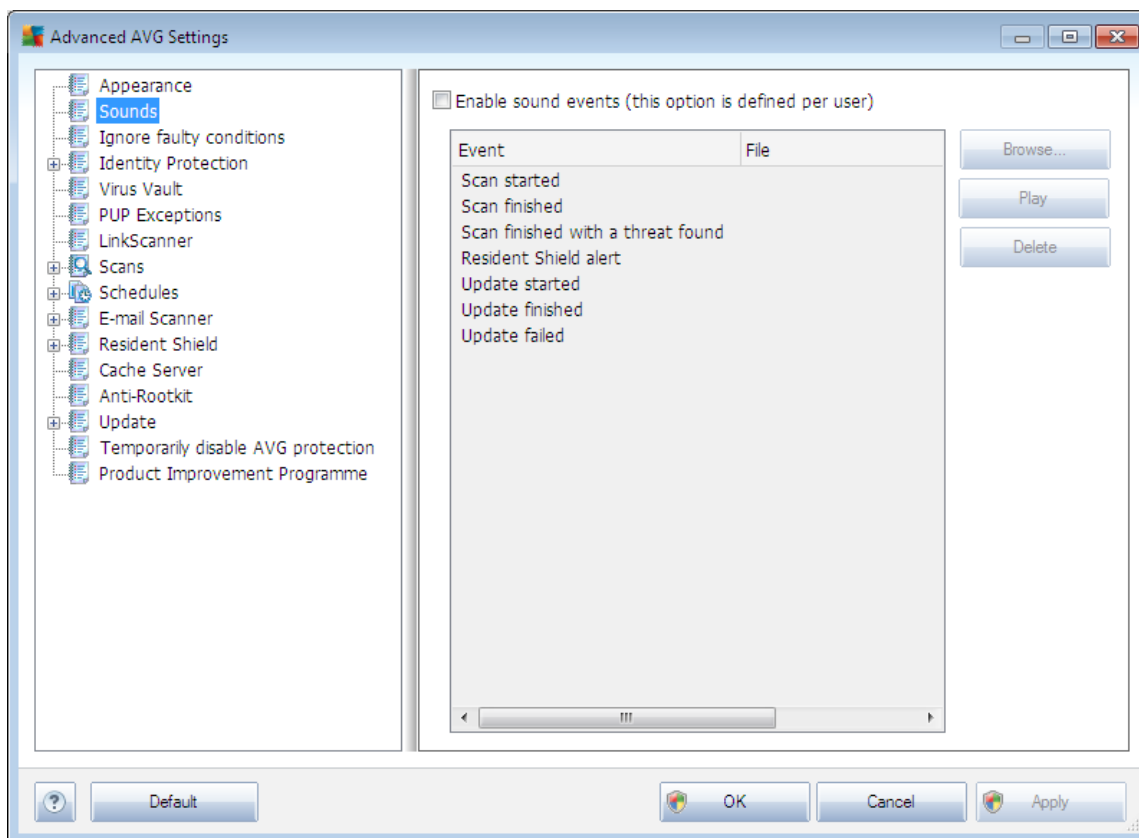 Advanced AVG Settings
Appearance
Sounds
Ignore faulty conditions
Identity Protection
Virus Vault
PUP Exceptions
LinkScanner
Scans
Schedules
E-mail Scanner
Resident Shield
Cache Server
Anti-Rootkit
Update
Temporarily disable AVG protection
Product Improvement Programme
Enable sound events (this option is defined per user)
Event File
Scan started
Scan finished
Scan finished with a threat found
Resident Shield alert
Update started
Update finished
Update failed
Browse...
Play
Delete
? Default OK Cancel Apply